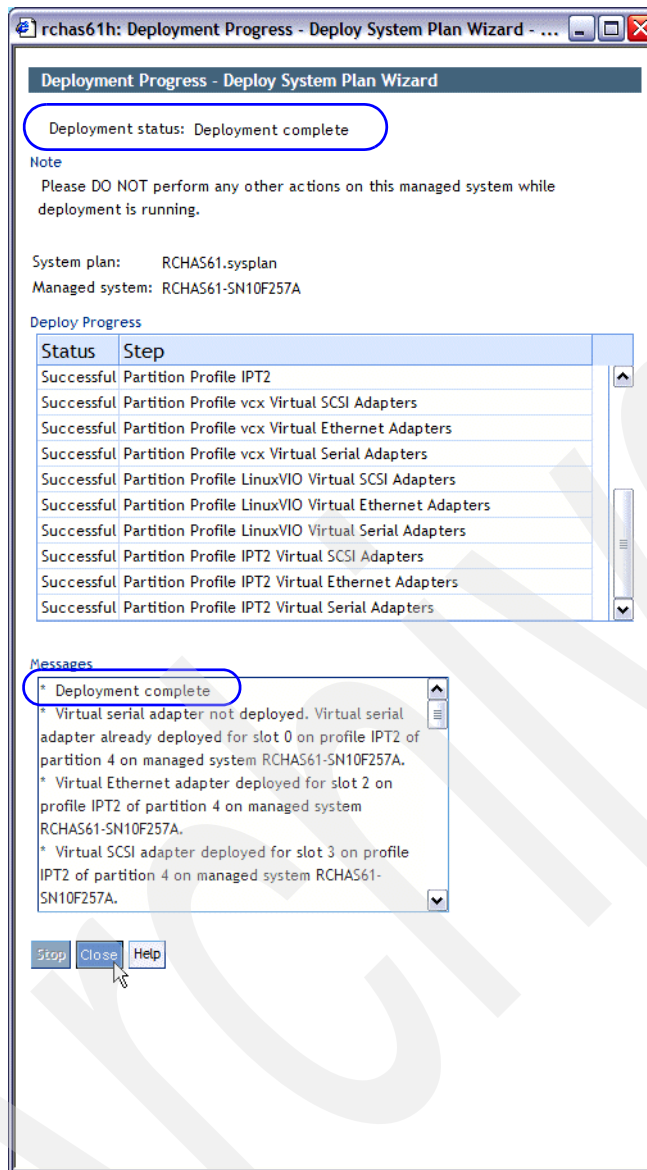 rchas61h: Deployment Progress - Deploy System Plan Wizard - ...
Deployment Progress - Deploy System Plan Wizard
Deployment status: Deployment complete
Note
Please DO NOT perform any other actions on this managed system while
deployment is running.
System plan: RCHAS61.sysplan
Managed system: RCHAS61-SN10F257A
Deploy Progress
Status Step
Successful Partition Profile IPT2
Successful Partition Profile vcx Virtual SCSI Adapters
Successful Partition Profile vcx Virtual Ethernet Adapters
Successful Partition Profile vcx Virtual Serial Adapters
Successful Partition Profile LinuxVIO Virtual SCSI Adapters
Successful Partition Profile LinuxVIO Virtual Ethernet Adapters
Successful Partition Profile LinuxVIO Virtual Serial Adapters
Successful Partition Profile IPT2 Virtual SCSI Adapters
Successful Partition Profile IPT2 Virtual Ethernet Adapters
Successful Partition Profile IPT2 Virtual Serial Adapters
Messages
* Deployment complete
* Virtual serial adapter not deployed. Virtual serial
adapter already deployed for slot 0 on profile IPT2 of
partition 4 on managed system RCHAS61-SN10F257A.
* Virtual Ethernet adapter deployed for slot 2 on
profile IPT2 of partition 4 on managed system
RCHAS61-SN10F257A.
* Virtual SCSI adapter deployed for slot 3 on profile
IPT2 of partition 4 on managed system RCHAS61-
SN10F257A.
Stop Close Help